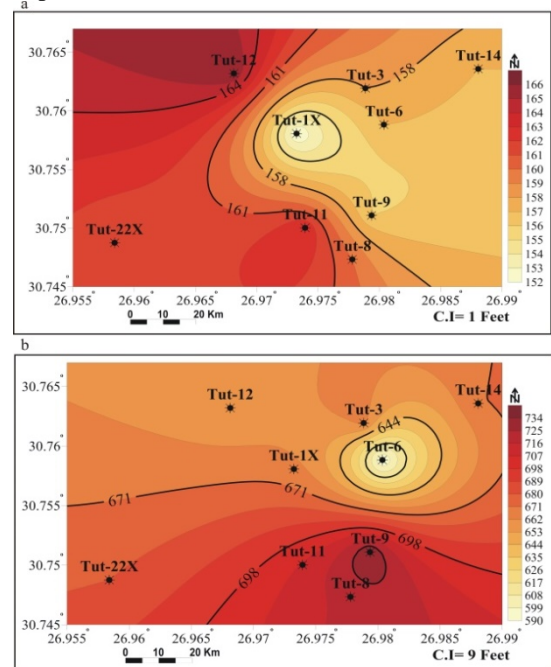 a
30.765
30.76
30.755
30.75
30.745
26.955 26.96 26.965 26.97 26.975 26.98 26.985 26.99
Tut-12
Tut-14
Tut-3
Tut-6
Tut-1X
Tut-9
Tut-11
Tut-22X
Tut-8
164
161
158
158
161
N
166
165
164
163
162
161
160
159
158
157
156
155
154
153
152
0 10 20 Km
C.I= 1 Feet
b
30.765
30.76
30.755
30.75
30.745
26.955 26.96 26.965 26.97 26.975 26.98 26.985 26.99
Tut-12
Tut-14
Tut-3
644
Tut-6
Tut-1X
671
671
Tut-9
Tut-11
698
698
Tut-22X
Tut-8
N
734
725
716
707
698
689
680
671
662
653
644
635
626
617
608
599
590
0 10 20 Km
C.I= 9 Feet